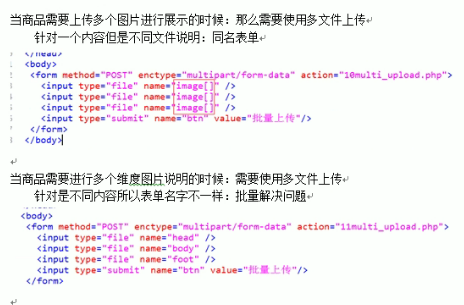 当商品需要上传多个图片进行展示的时候：那么需要使用多文件上传
针对一个内容但是不同文件说明：同名表单
</head>
<body>
<form method="POST" enctype="multipart/form-data" action="10multi_upload.php">
<input type="file" name="image[]" />
<input type="file" name="image[]" />
<input type="file" name="image[]" />
<input type="submit" name="btn" value="批量上传"/>
</form>
</body>
当商品需要进行多个维度图片说明的时候：需要使用多文件上传
针对是不同内容所以表单名字不一样：批量解决问题
<body>
<form method="POST" enctype="multipart/form-data" action="11multi_upload.php">
<input type="file" name="head" />
<input type="file" name="body" />
<input type="file" name="foot" />
<input type="submit" name="btn" value="批量上传"/>
</form>